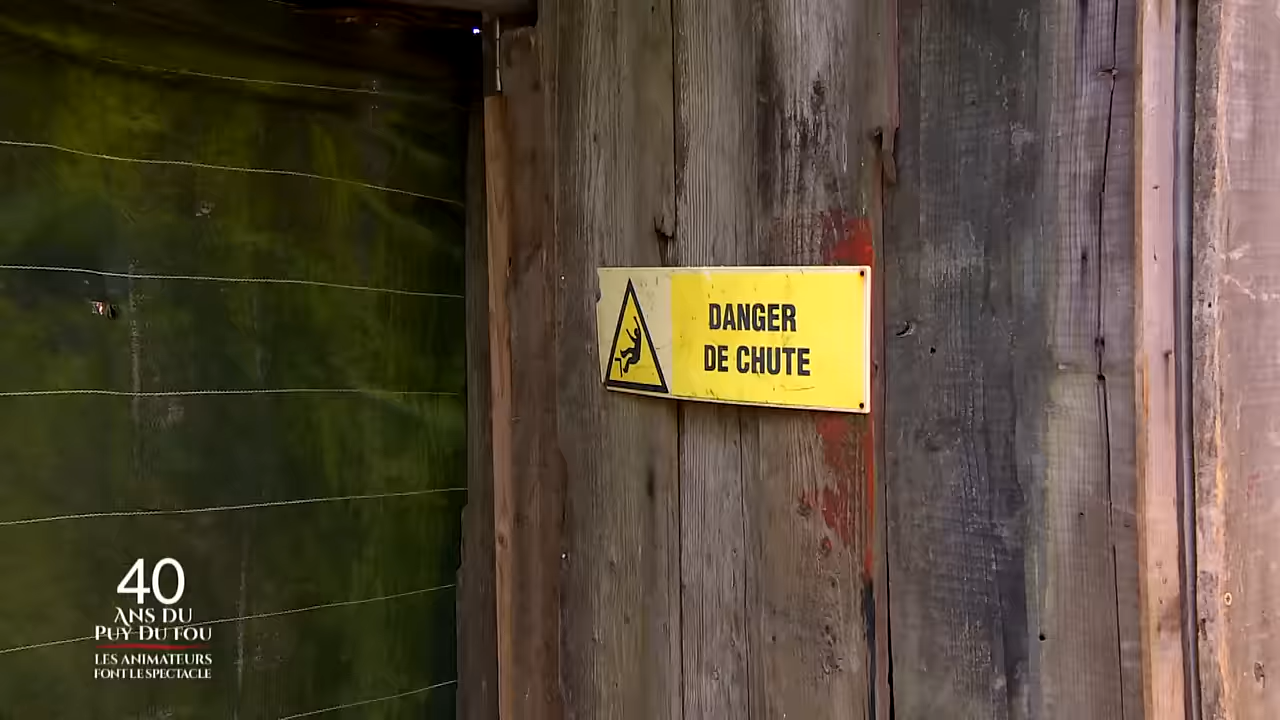 DANGER
DE CHUTE
40
ANS DU
PUY DU FOU
LES ANIMATEURS
FONT LE SPECTACLE